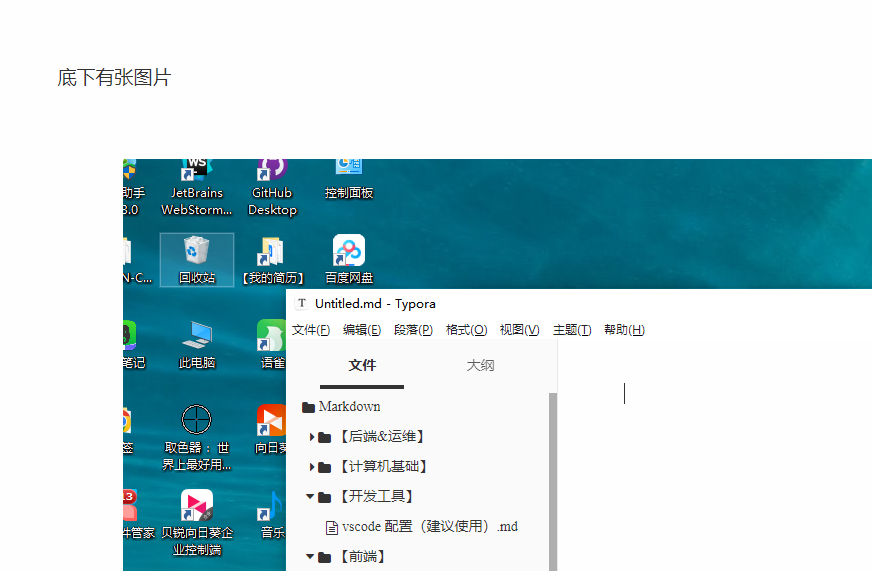 底下有张图片
助手
3.0
WS
JetBrains
WebStorm...
GitHub
Desktop
控制面板
N-C...
回收站
【我的简历】
百度网盘
T Untitled.md - Typora
文件(F) 编辑(E) 段落(P) 格式(O) 视图(V) 主题(T) 帮助(H)
笔记
此电脑
语雀
文件
大纲
Markdown
【后端&运维】
签
取色器：世
界上最好用...
向日葵
【计算机基础】
【开发工具】
vscode 配置（建议使用）.md
13
件管家
贝锐向日葵企
业控制端
音乐
【前端】